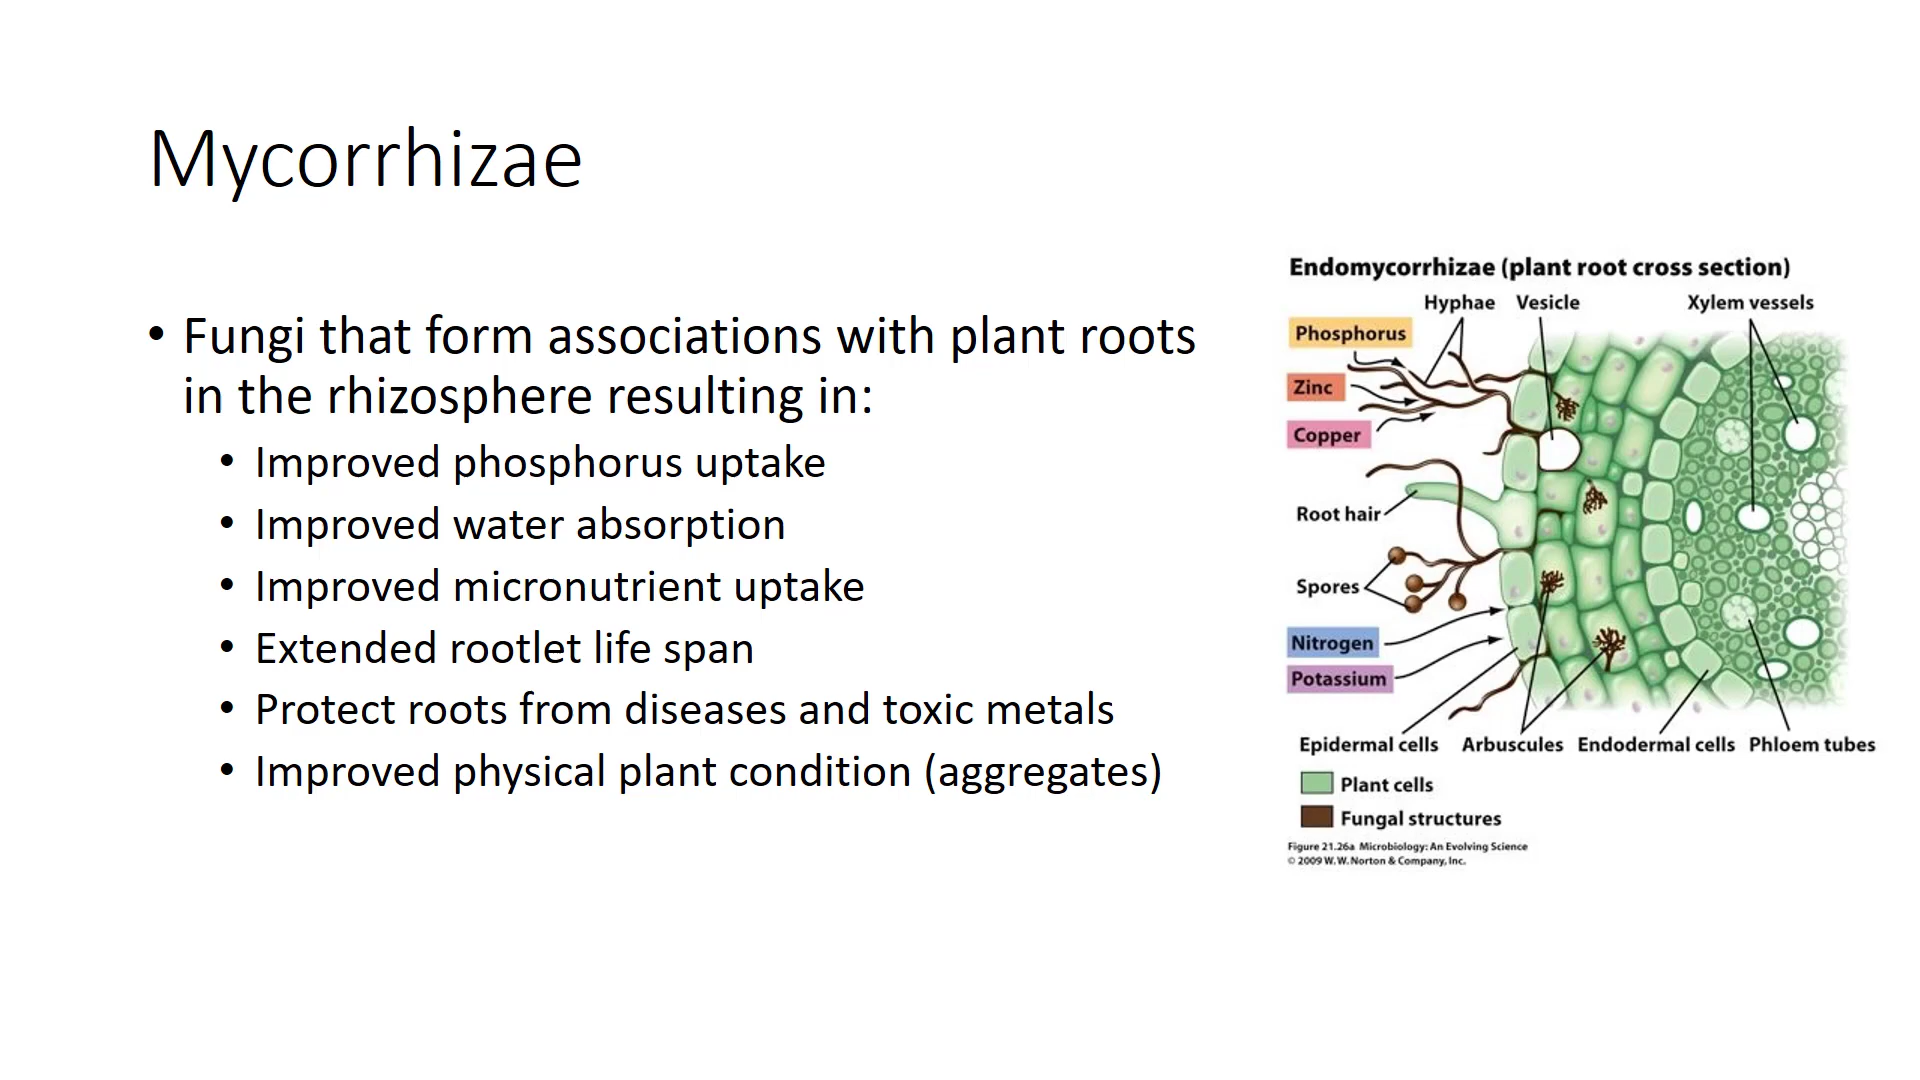 Mycorrhizae
• Fungi that form associations with plant roots
in the rhizosphere resulting in:
• Improved phosphorus uptake
• Improved water absorption
• Improved micronutrient uptake
• Extended rootlet life span
• Protect roots from diseases and toxic metals
• Improved physical plant condition (aggregates)
Endomycorrhizae (plant root cross section)
Hyphae Vesicle Xylem vessels
Phosphorus
Zinc
Copper
Root hair
Spores
Nitrogen
Potassium
Epidermal cells Arbuscules Endodermal cells Phloem tubes
Plant cells
Fungal structures
Figure 21.26a Microbiology: An Evolving Science
© 2009 W. W. Norton & Company, Inc.